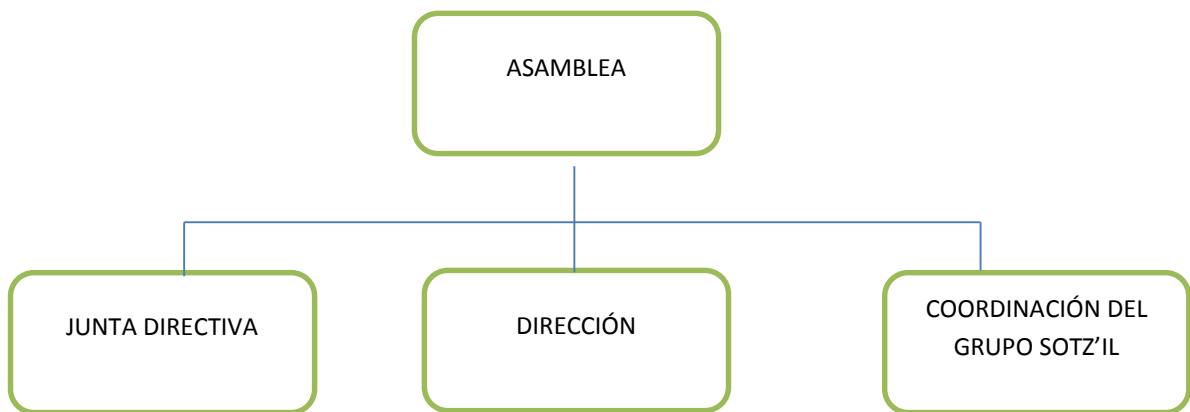 ASAMBLEA
JUNTA DIRECTIVA
DIRECCIÓN
COORDINACIÓN DEL
GRUPO SOTZ’IL